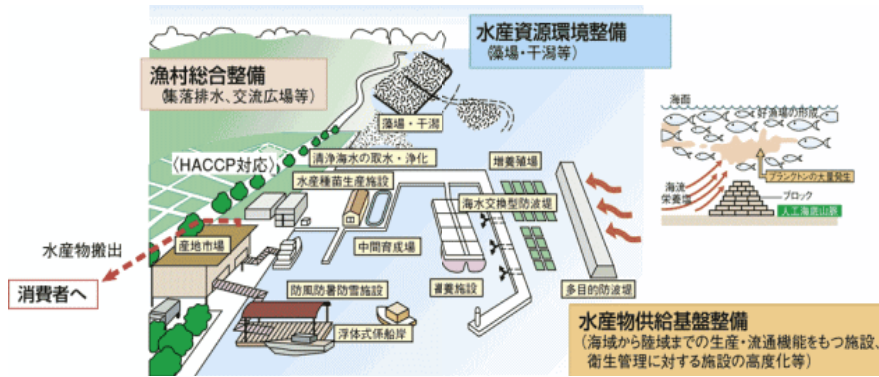 水産資源環境整備
(藻場・干潟等)
漁村総合整備
(集落排水、交流広場等)
藻場・干潟
〈HACCP対応〉
清浄海水の取水・浄化
水産種苗生産施設
増養殖場
海水交換型防波堤
水産物搬出
産地市場
中間育成場
消費者へ
防風防暑防雪施設
蓄養施設
多目的防波堤
浮体式係船岸
水産物供給基盤整備
(海域から陸域までの生産・流通機能をもつ施設、
衛生管理に対する施設の高度化等)
海面
好漁場の形成
プランクトンの大量発生
海流
栄養塩
ブロック
人工海底山脈